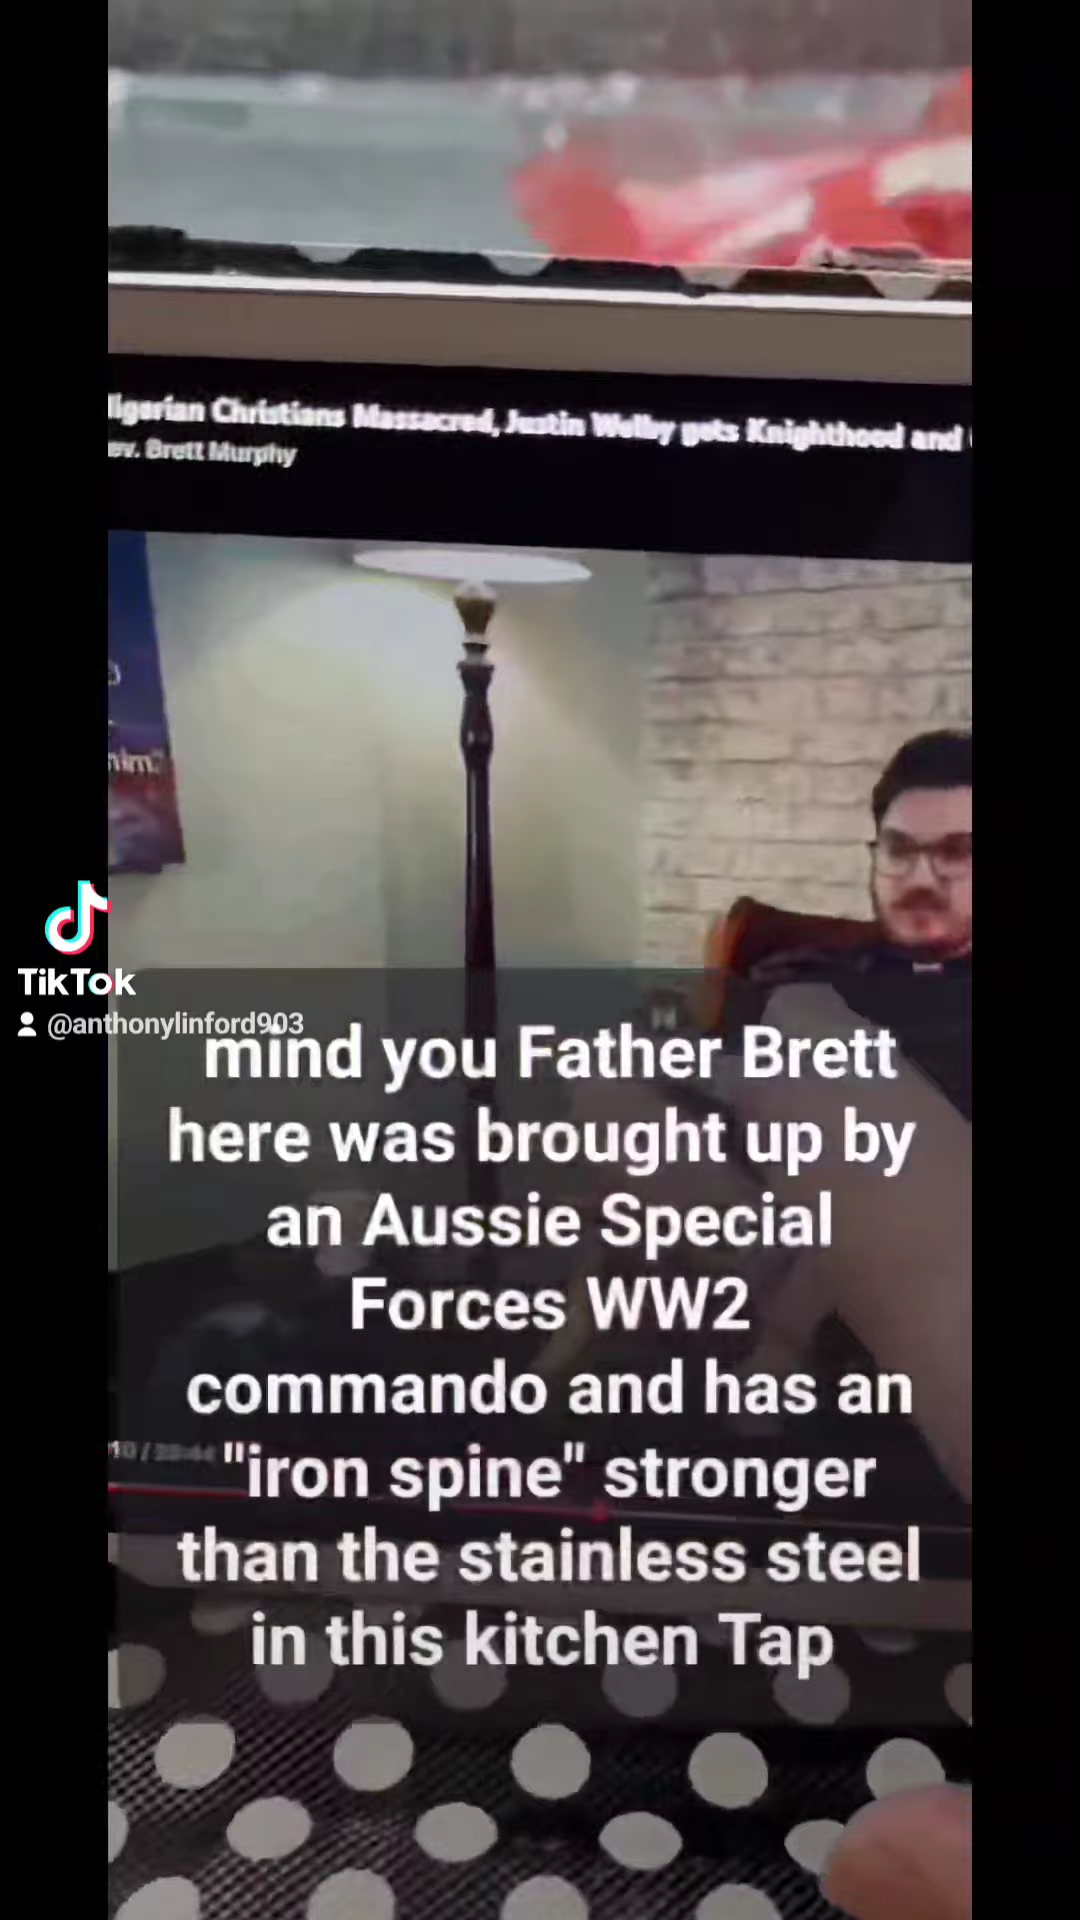 Nigerian Christians Massacred, Justin Welby gets Knighthood and
ev. Brett Murphy
him?
TikTok
@anthonylinford903
mind you Father Brett
here was brought up by
an Aussie Special
Forces WW2
commando and has an
"iron spine" stronger
than the stainless steel
in this kitchen Tap